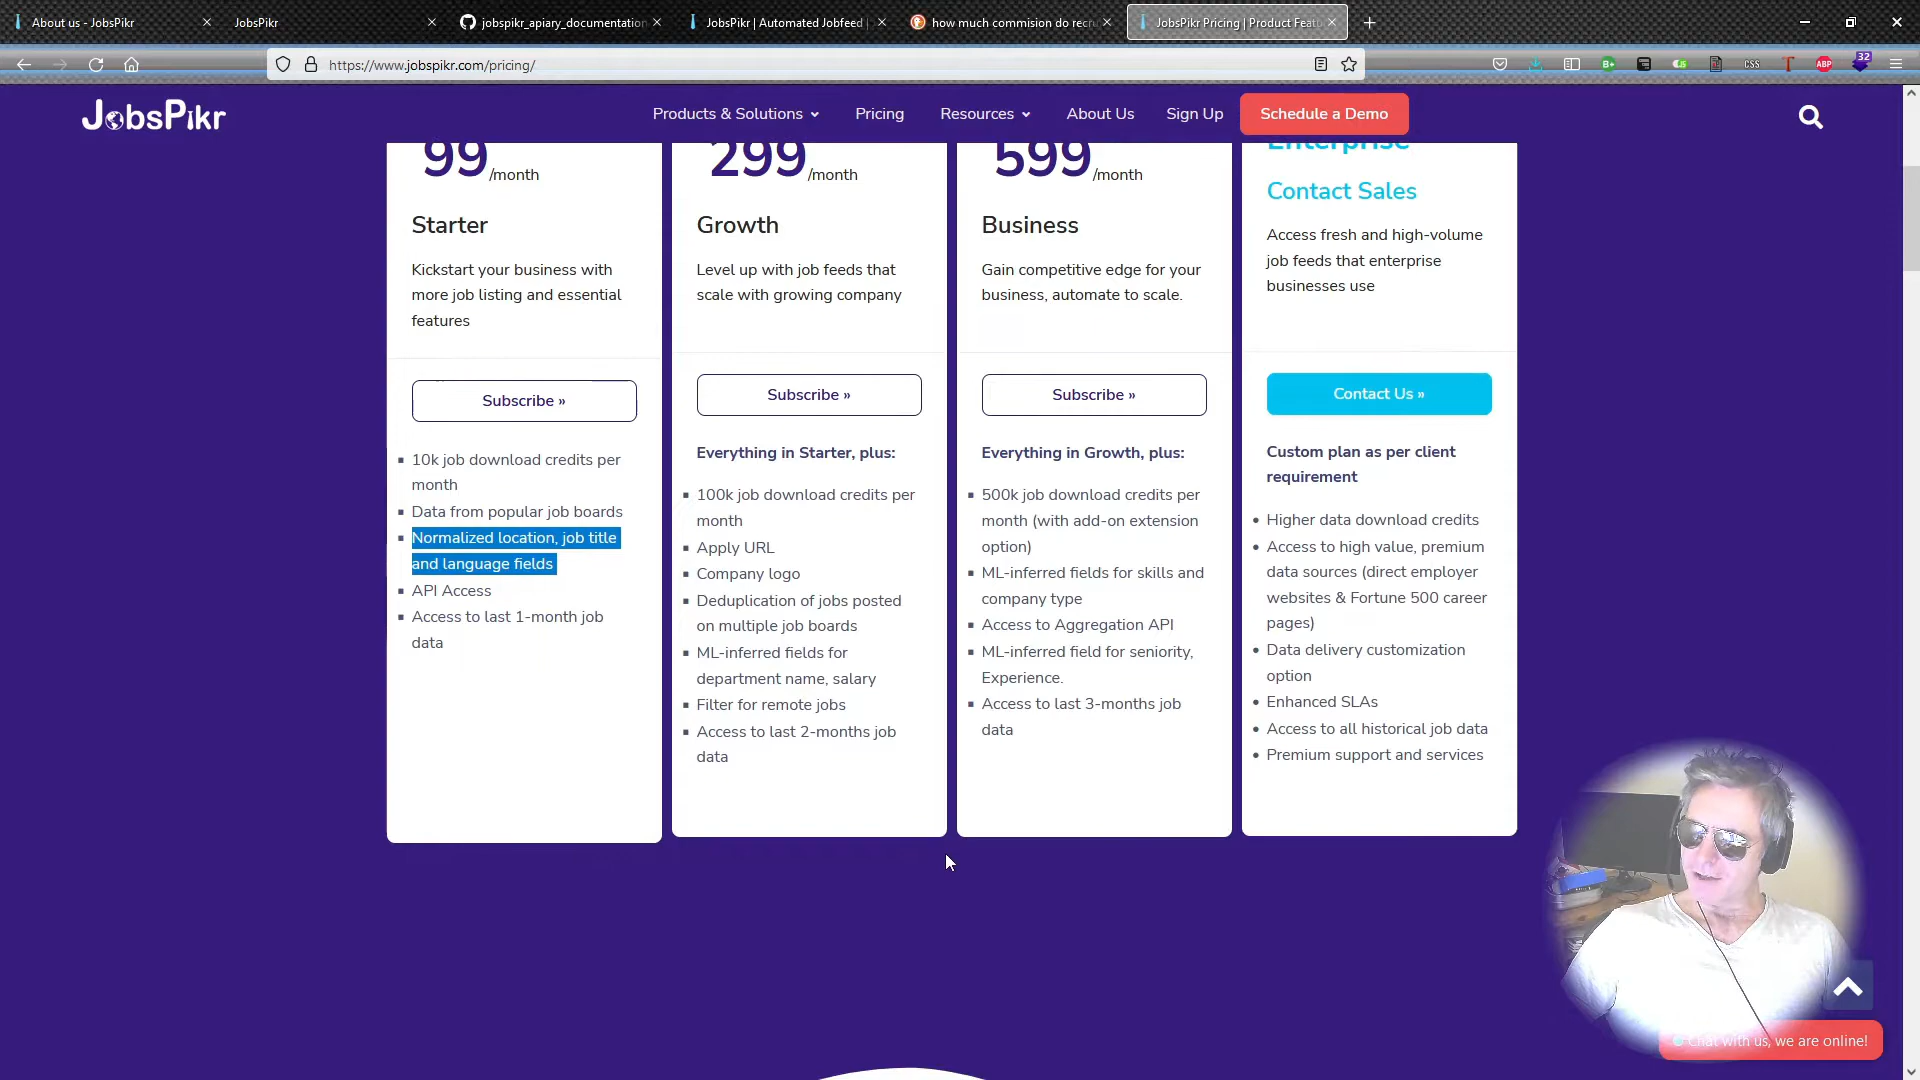 About us - JobsPikr
JobsPikr
jobspikr_apiary_documentation
JobsPikr | Automated Jobfeed |
how much commision do recru
JobsPikr Pricing | Product Featu
https://www.jobspikr.com/pricing/
32
B+
JS
CSS
T
ABP
JobsPikr
Products & Solutions
Pricing
Resources
About Us
Sign Up
Schedule a Demo
99 /month
Starter
Kickstart your business with
more job listing and essential
features
Subscribe »
10k job download credits per
month
Data from popular job boards
Normalized location, job title
and language fields
API Access
Access to last 1-month job
data
299 /month
Growth
Level up with job feeds that
scale with growing company
Subscribe »
Everything in Starter, plus:
100k job download credits per
month
Apply URL
Company logo
Deduplication of jobs posted
on multiple job boards
ML-inferred fields for
department name, salary
Filter for remote jobs
Access to last 2-months job
data
599 /month
Business
Gain competitive edge for your
business, automate to scale.
Subscribe »
Everything in Growth, plus:
500k job download credits per
month (with add-on extension
option)
ML-inferred fields for skills and
company type
Access to Aggregation API
ML-inferred field for seniority,
Experience.
Access to last 3-months job
data
Enterprise
Contact Sales
Access fresh and high-volume
job feeds that enterprise
businesses use
Contact Us »
Custom plan as per client
requirement
Higher data download credits
Access to high value, premium
data sources (direct employer
websites & Fortune 500 career
pages)
Data delivery customization
option
Enhanced SLAs
Access to all historical job data
Premium support and services
Chat with us, we are online!